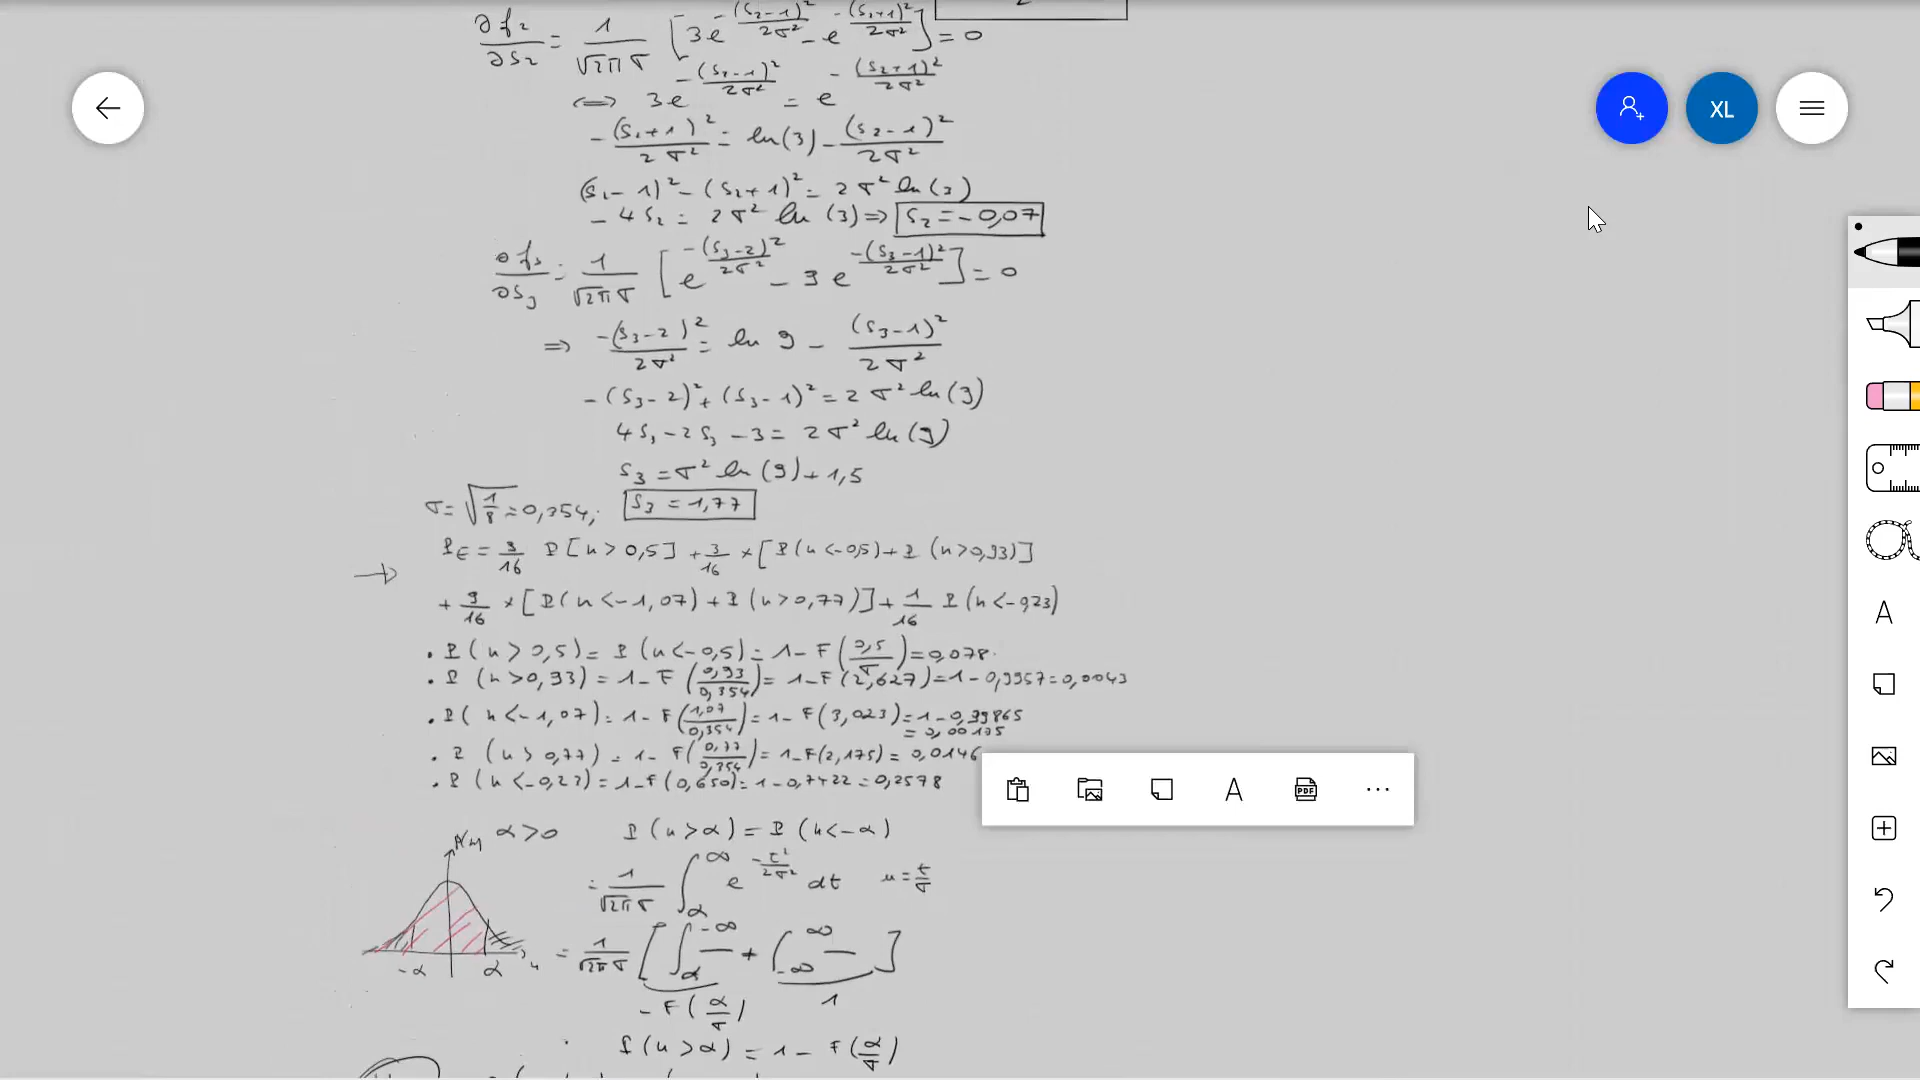 ∂f2/∂s2 = 1/(√2π σ) [3e^(-(s2-1)²/2σ²) - e^(-(s2+1)²/2σ²)] = 0
⟺ 3e^(-(s2-1)²/2σ²) = e^(-(s2+1)²/2σ²)
-(s2+1)²/2σ² = ln(3) - (s2-1)²/2σ²
(s2-1)² - (s2+1)² = 2σ² ln(3)
- 4s2 = 2σ² ln(3) ⇒ s2 = -0,07
∂f3/∂s3 = 1/(√2π σ) [e^(-(s3-2)²/2σ²) - 9e^(-(s3-1)²/2σ²)] = 0
⇒ -(s3-2)²/2σ² = ln 9 - (s3-1)²/2σ²
-(s3-2)² + (s3-1)² = 2σ² ln(9)
4s3 - 2s3 - 3 = 2σ² ln(9)
s3 = σ² ln(9) + 1,5
σ = √(1/8) = 0,354; s3 = 1,77
→ PE = 3/16 P[n > 0,5] + 3/16 × [P(n < -0,5) + P(n > 0,93)]
+ 9/16 × [P(n < -1,07) + P(n > 0,77)] + 1/16 P(n < -0,23)
. P(n > 0,5) = P(n < -0,5) = 1 - F(0,5/σ) = 0,078.
. P(n > 0,93) = 1 - F(0,93/0,354) = 1 - F(2,627) = 1 - 0,9957 = 0,0043
. P(n < -1,07) = 1 - F(1,07/0,354) = 1 - F(3,023) = 1 - 0,99865
= 0,00135
. P(n > 0,77) = 1 - F(0,77/0,354) = 1 - F(2,175) = 0,0146
. P(n < -0,23) = 1 - F(0,650) = 1 - 0,7422 = 0,2578
α > 0 P(n > α) = P(n < -α)
= 1/(√2π σ) ∫α^∞ e^(-t²/2σ²) dt u = t/σ
= 1/(√2π σ) [∫α^-∞ — + ∫-∞^∞ —]
-α α n
- F(α/σ) 1
P(n > α) = 1 - F(α/σ)
XL
A
A
PDF